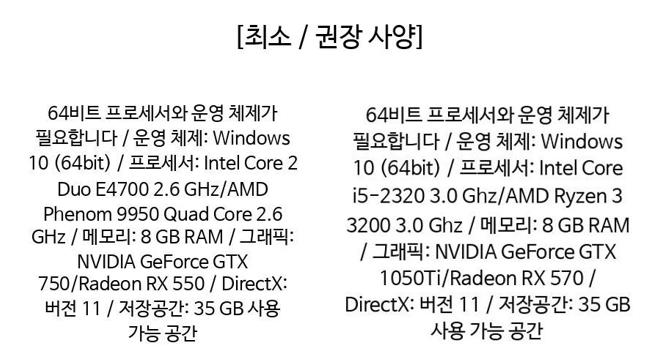 [최소 / 권장 사양]
64비트 프로세서와 운영 체제가
필요합니다 / 운영 체제: Windows
10 (64bit) / 프로세서: Intel Core 2
Duo E4700 2.6 GHz/AMD
Phenom 9950 Quad Core 2.6
GHz / 메모리: 8 GB RAM / 그래픽:
NVIDIA GeForce GTX
750/Radeon RX 550 / DirectX:
버전 11 / 저장공간: 35 GB 사용
가능 공간
64비트 프로세서와 운영 체제가
필요합니다 / 운영 체제: Windows
10 (64bit) / 프로세서: Intel Core
i5-2320 3.0 Ghz/AMD Ryzen 3
3200 3.0 Ghz / 메모리: 8 GB RAM
/ 그래픽: NVIDIA GeForce GTX
1050Ti/Radeon RX 570 /
DirectX: 버전 11 / 저장공간: 35 GB
사용 가능 공간